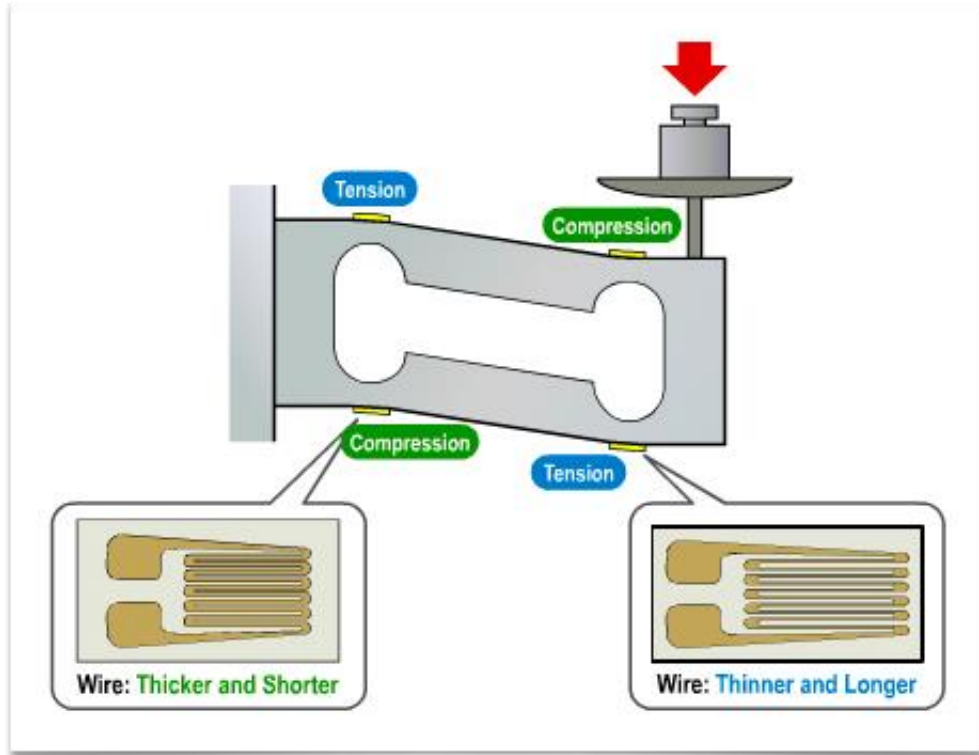 Tension
Compression
Compression
Tension
Wire: Thicker and Shorter
Wire: Thinner and Longer